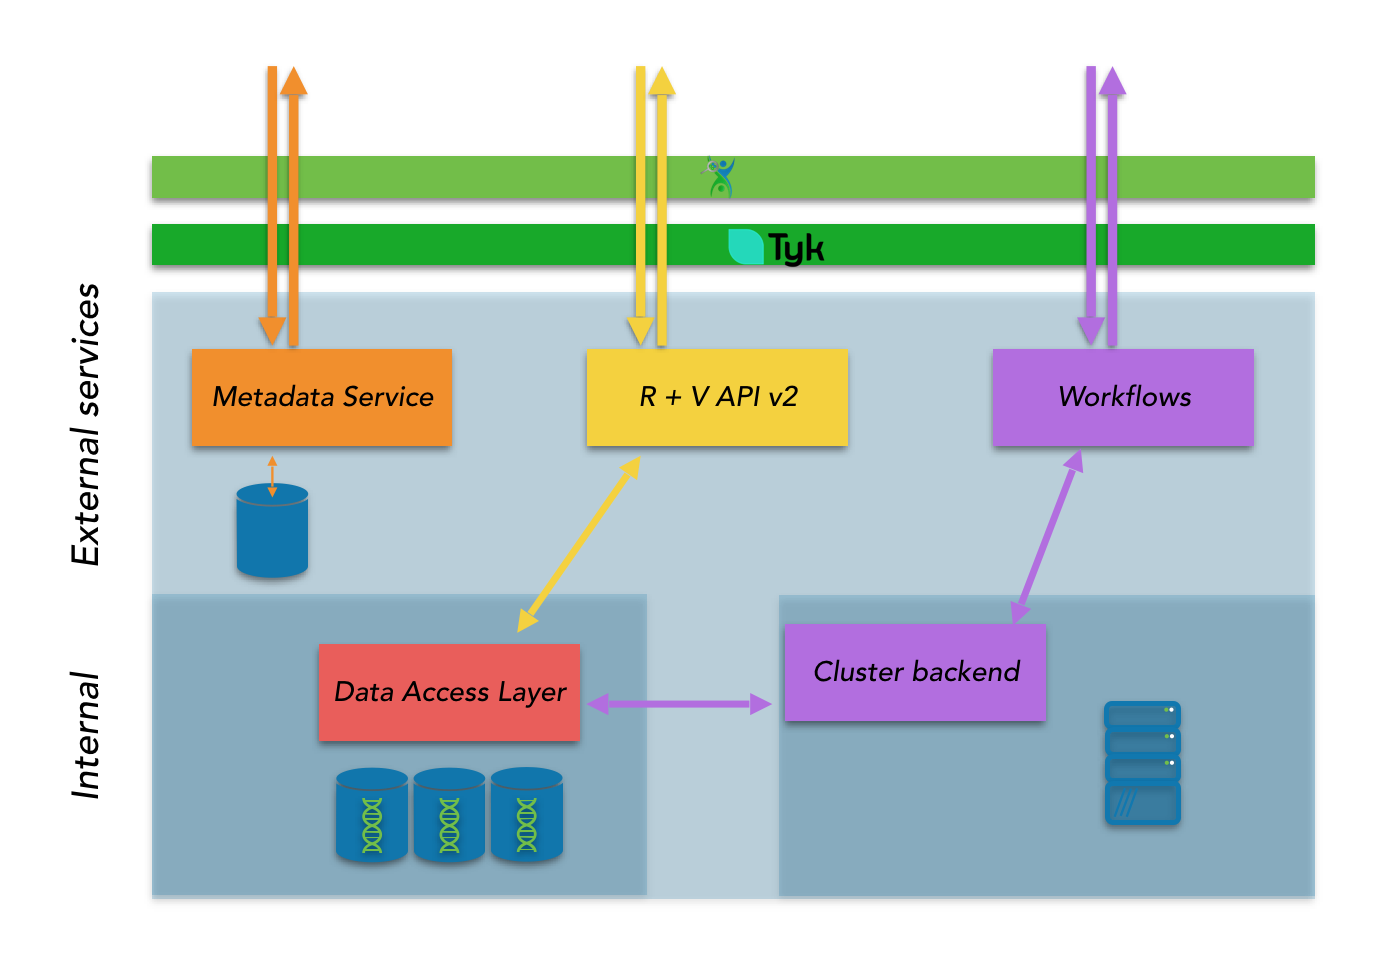 Tyk
External services
Metadata Service
R + V API v2
Workflows
Internal
Data Access Layer
Cluster backend